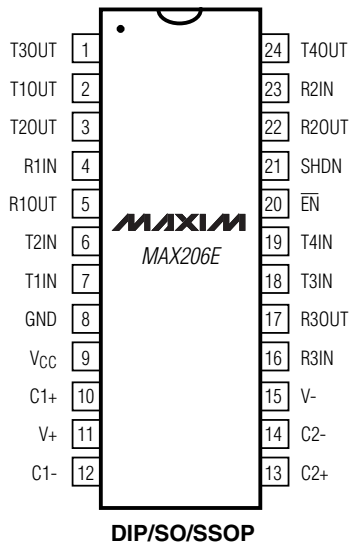 T3OUT 1 24 T4OUT
T1OUT 2 23 R2IN
T2OUT 3 22 R2OUT
R1IN 4 21 SHDN
R1OUT 5 20 E̅N̅
MAXIM
T2IN 6 19 T4IN
MAX206E
T1IN 7 18 T3IN
GND 8 17 R3OUT
VCC 9 16 R3IN
C1+ 10 15 V-
V+ 11 14 C2-
C1- 12 13 C2+
DIP/SO/SSOP